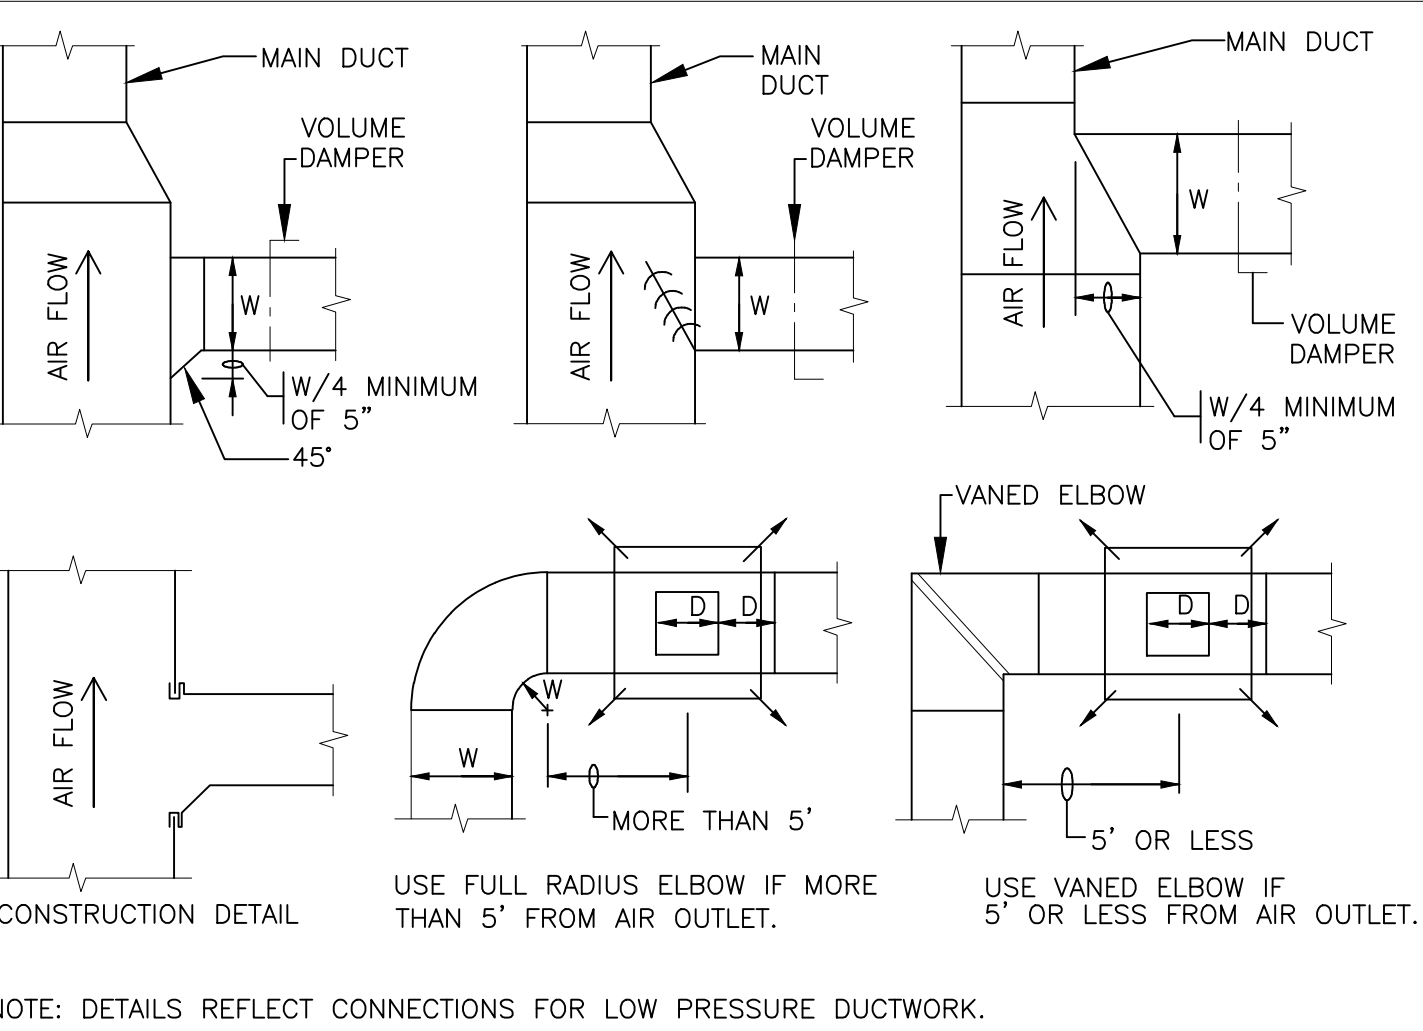 MAIN DUCT
VOLUME
DAMPER
AIR FLOW
W
W/4 MINIMUM
OF 5”
45°
MAIN
DUCT
VOLUME
DAMPER
AIR FLOW
W
MAIN DUCT
W
AIR FLOW
VOLUME
DAMPER
W/4 MINIMUM
OF 5”
AIR FLOW
CONSTRUCTION DETAIL
D D
W
W
MORE THAN 5’
USE FULL RADIUS ELBOW IF MORE
THAN 5’ FROM AIR OUTLET.
VANED ELBOW
D D
5’ OR LESS
USE VANED ELBOW IF
5’ OR LESS FROM AIR OUTLET.
NOTE: DETAILS REFLECT CONNECTIONS FOR LOW PRESSURE DUCTWORK.